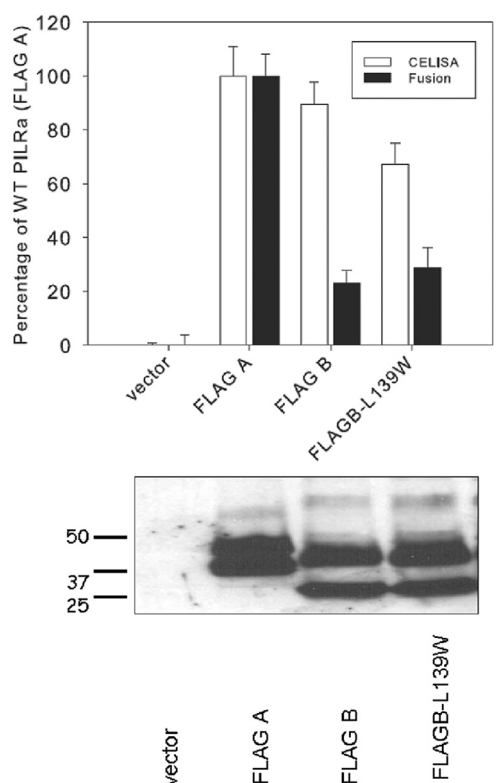 Percentage of WT PILRa (FLAG A)
120
100
80
60
40
20
0
CELISA
Fusion
vector
FLAG A
FLAG B
FLAGB-L139W
50
37
25
vector
FLAG A
FLAG B
FLAGB-L139W